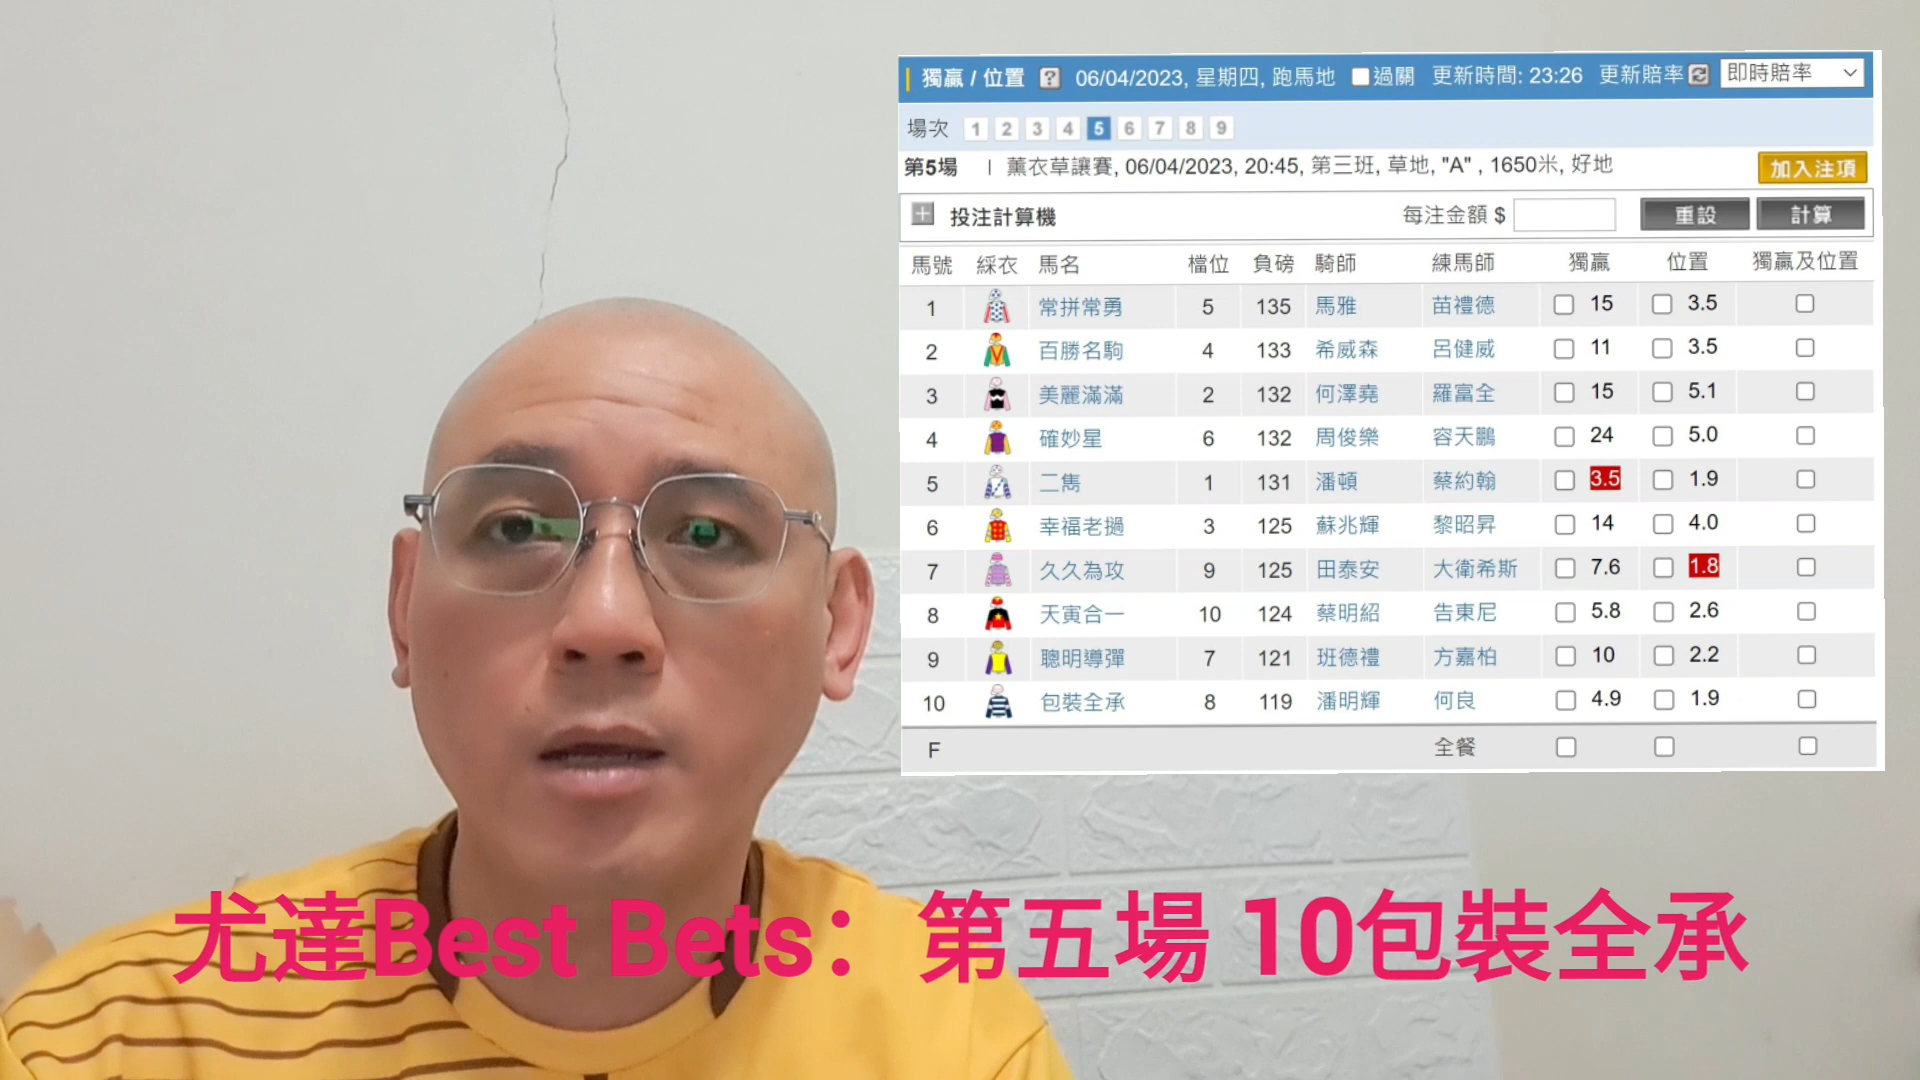 獨贏 / 位置 ? 06/04/2023, 星期四, 跑馬地 過關 更新時間: 23:26 更新賠率 即時賠率
場次 1 2 3 4 5 6 7 8 9
第5場 | 薰衣草讓賽, 06/04/2023, 20:45, 第三班, 草地, "A" , 1650米, 好地 加入注項
投注計算機 每注金額 $ 重設 計算
馬號 綵衣 馬名 檔位 負磅 騎師 練馬師 獨贏 位置 獨贏及位置
1 常拼常勇 5 135 馬雅 苗禮德 15 3.5
2 百勝名駒 4 133 希威森 呂健威 11 3.5
3 美麗滿滿 2 132 何澤堯 羅富全 15 5.1
4 確妙星 6 132 周俊樂 容天鵬 24 5.0
5 二雋 1 131 潘頓 蔡約翰 3.5 1.9
6 幸福老撾 3 125 蘇兆輝 黎昭昇 14 4.0
7 久久為攻 9 125 田泰安 大衛希斯 7.6 1.8
8 天寅合一 10 124 蔡明紹 告東尼 5.8 2.6
9 聰明導彈 7 121 班德禮 方嘉柏 10 2.2
10 包裝全承 8 119 潘明輝 何良 4.9 1.9
F 全餐
尤達Best Bets：第五場 10包裝全承